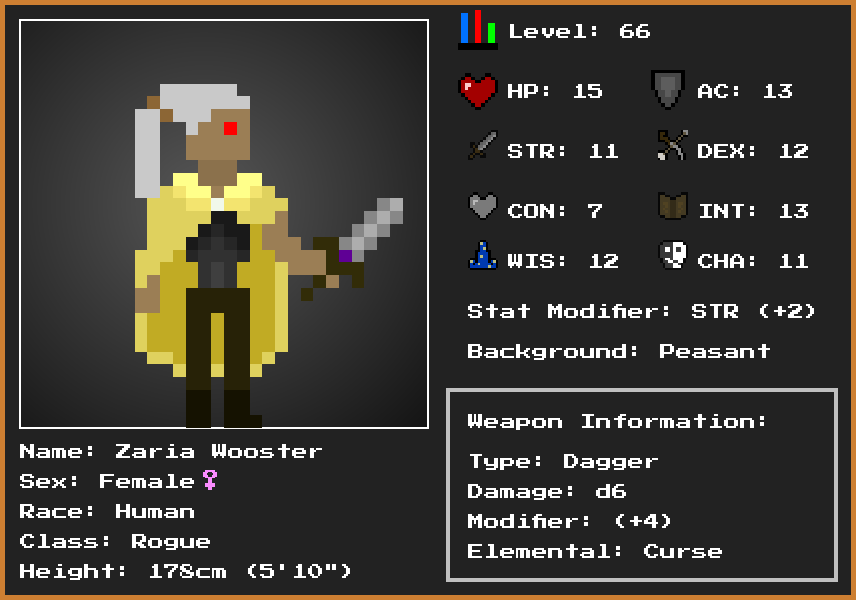 Level: 66
HP: 15
AC: 13
STR: 11
DEX: 12
CON: 7
INT: 13
WIS: 12
CHA: 11
Stat Modifier: STR (+2)
Background: Peasant
Weapon Information:
Type: Dagger
Damage: d6
Modifier: (+4)
Elemental: Curse
Name: Zaria Wooster
Sex: Female♀
Race: Human
Class: Rogue
Height: 178cm (5'10")